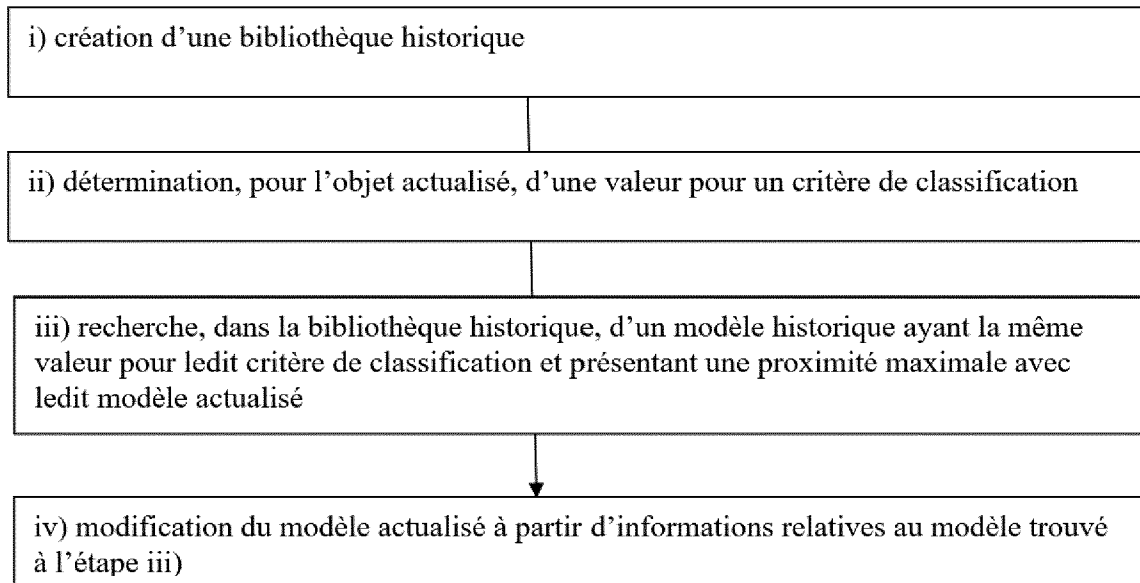 i) création d’une bibliothèque historique
ii) détermination, pour l’objet actualisé, d’une valeur pour un critère de classification
iii) recherche, dans la bibliothèque historique, d’un modèle historique ayant la même
valeur pour ledit critère de classification et présentant une proximité maximale avec
ledit modèle actualisé
iv) modification du modèle actualisé à partir d’informations relatives au modèle trouvé
à l’étape iii)